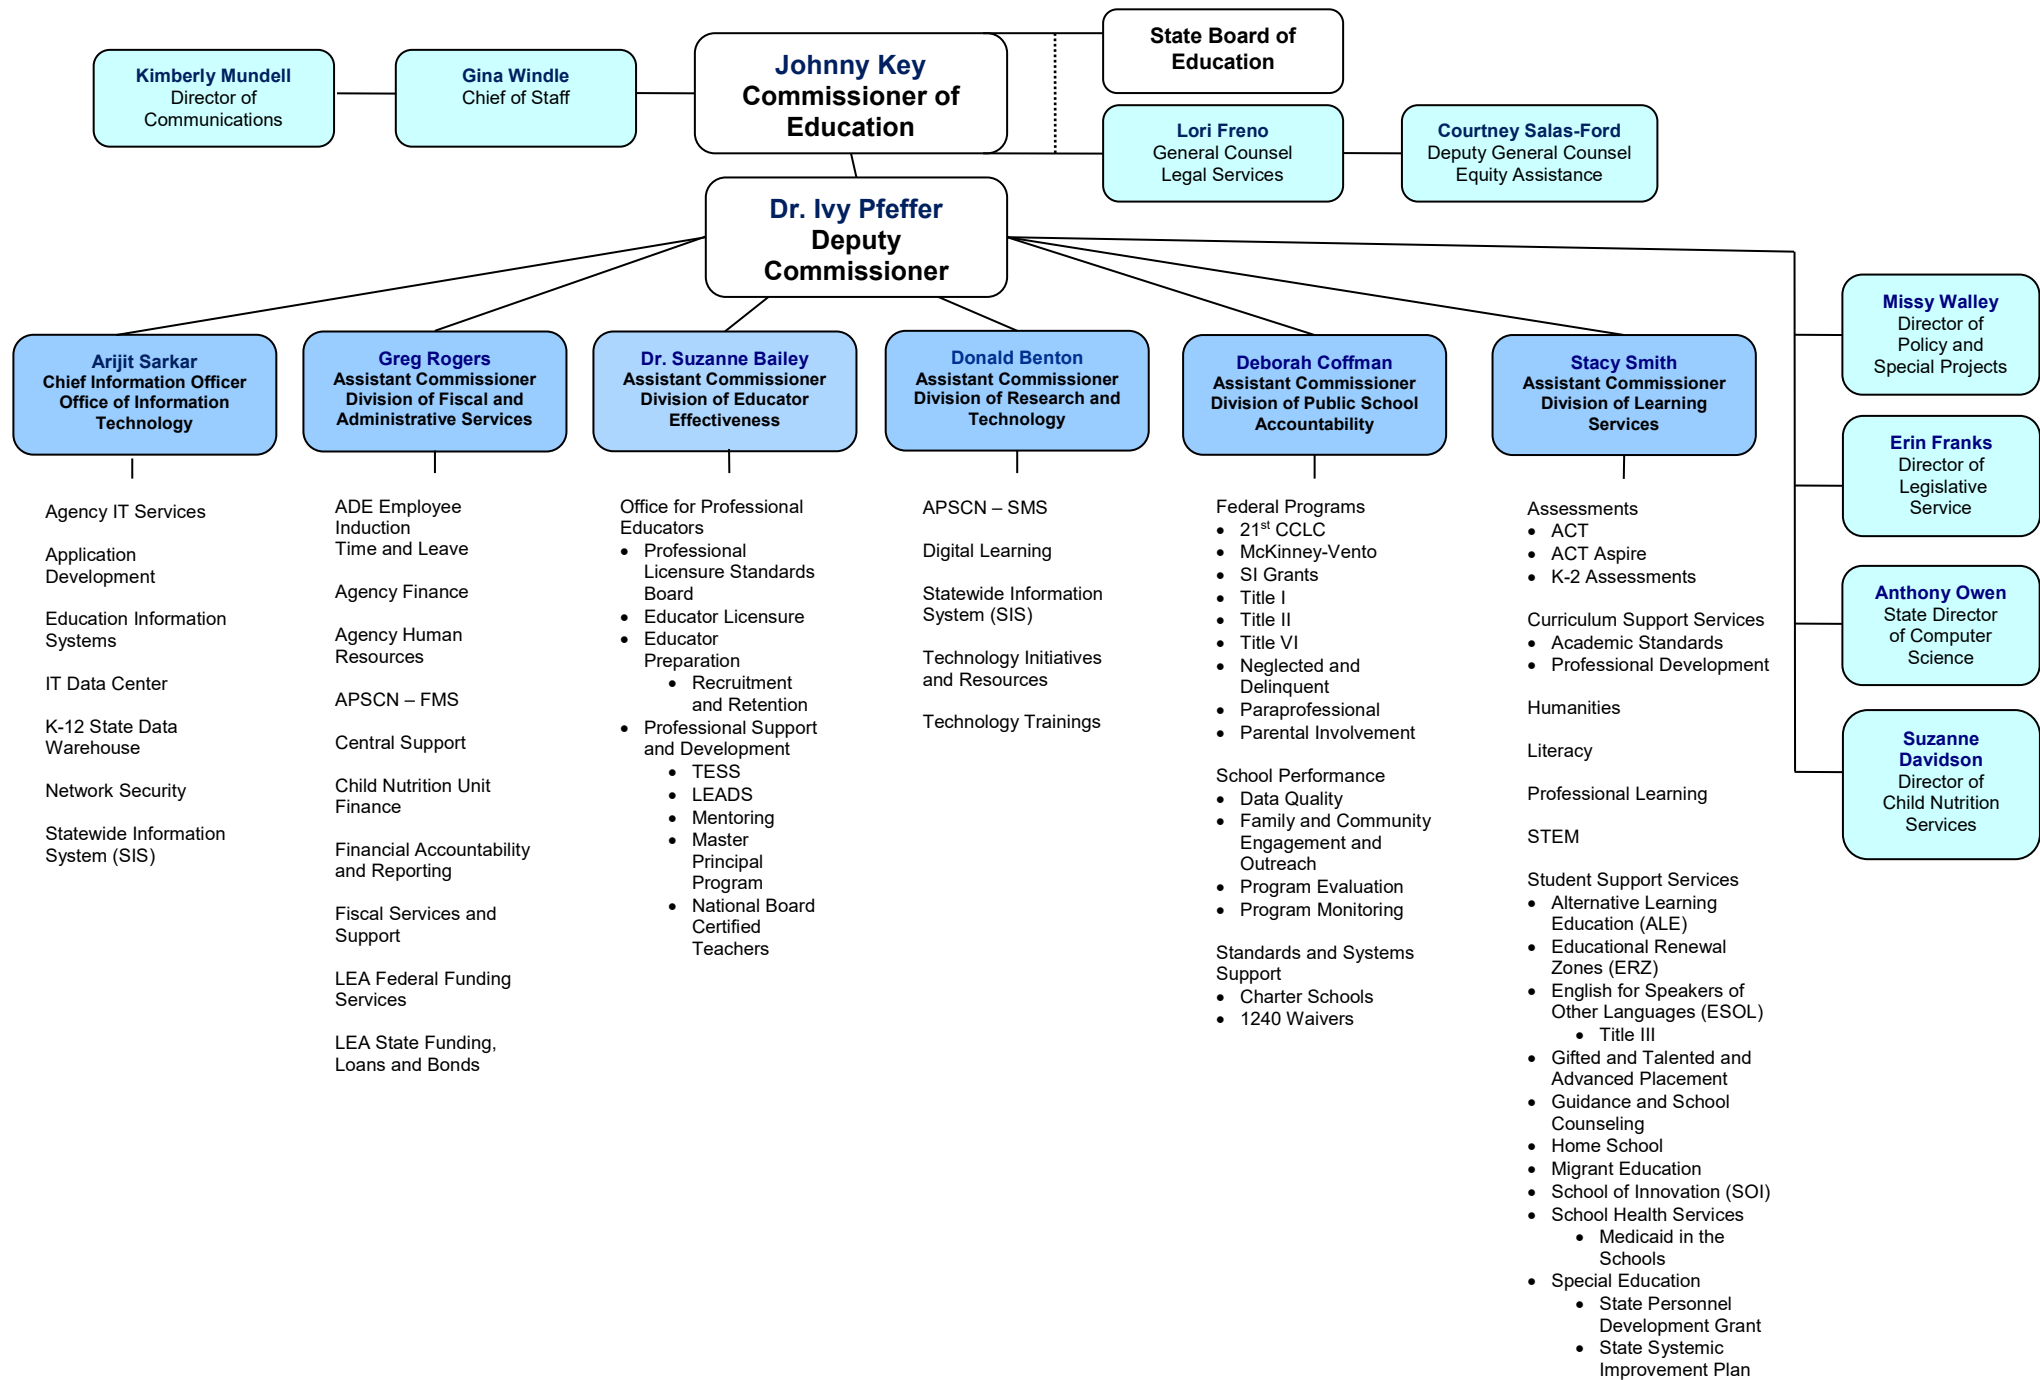 Kimberly Mundell
Director of
Communications
Gina Windle
Chief of Staff
Johnny Key
Commissioner of
Education
State Board of
Education
Lori Freno
General Counsel
Legal Services
Courtney Salas-Ford
Deputy General Counsel
Equity Assistance
Dr. Ivy Pfeffer
Deputy
Commissioner
Arijit Sarkar
Chief Information Officer
Office of Information
Technology
Agency IT Services
Application
Development
Education Information
Systems
IT Data Center
K-12 State Data
Warehouse
Network Security
Statewide Information
System (SIS)
Greg Rogers
Assistant Commissioner
Division of Fiscal and
Administrative Services
ADE Employee
Induction
Time and Leave
Agency Finance
Agency Human
Resources
APSCN – FMS
Central Support
Child Nutrition Unit
Finance
Financial Accountability
and Reporting
Fiscal Services and
Support
LEA Federal Funding
Services
LEA State Funding,
Loans and Bonds
Dr. Suzanne Bailey
Assistant Commissioner
Division of Educator
Effectiveness
Office for Professional
Educators
• Professional
Licensure Standards
Board
• Educator Licensure
• Educator
Preparation
• Recruitment
and Retention
• Professional Support
and Development
• TESS
• LEADS
• Mentoring
• Master
Principal
Program
• National Board
Certified
Teachers
Donald Benton
Assistant Commissioner
Division of Research and
Technology
APSCN – SMS
Digital Learning
Statewide Information
System (SIS)
Technology Initiatives
and Resources
Technology Trainings
Deborah Coffman
Assistant Commissioner
Division of Public School
Accountability
Federal Programs
• 21st CCLC
• McKinney-Vento
• SI Grants
• Title I
• Title II
• Title VI
• Neglected and
Delinquent
• Paraprofessional
• Parental Involvement
School Performance
• Data Quality
• Family and Community
Engagement and
Outreach
• Program Evaluation
• Program Monitoring
Standards and Systems
Support
• Charter Schools
• 1240 Waivers
Stacy Smith
Assistant Commissioner
Division of Learning
Services
Assessments
• ACT
• ACT Aspire
• K-2 Assessments
Curriculum Support Services
• Academic Standards
• Professional Development
Humanities
Literacy
Professional Learning
STEM
Student Support Services
• Alternative Learning
Education (ALE)
• Educational Renewal
Zones (ERZ)
• English for Speakers of
Other Languages (ESOL)
• Title III
• Gifted and Talented and
Advanced Placement
• Guidance and School
Counseling
• Home School
• Migrant Education
• School of Innovation (SOI)
• School Health Services
• Medicaid in the
Schools
• Special Education
• State Personnel
Development Grant
• State Systemic
Improvement Plan
Missy Walley
Director of
Policy and
Special Projects
Erin Franks
Director of
Legislative
Service
Anthony Owen
State Director
of Computer
Science
Suzanne
Davidson
Director of
Child Nutrition
Services